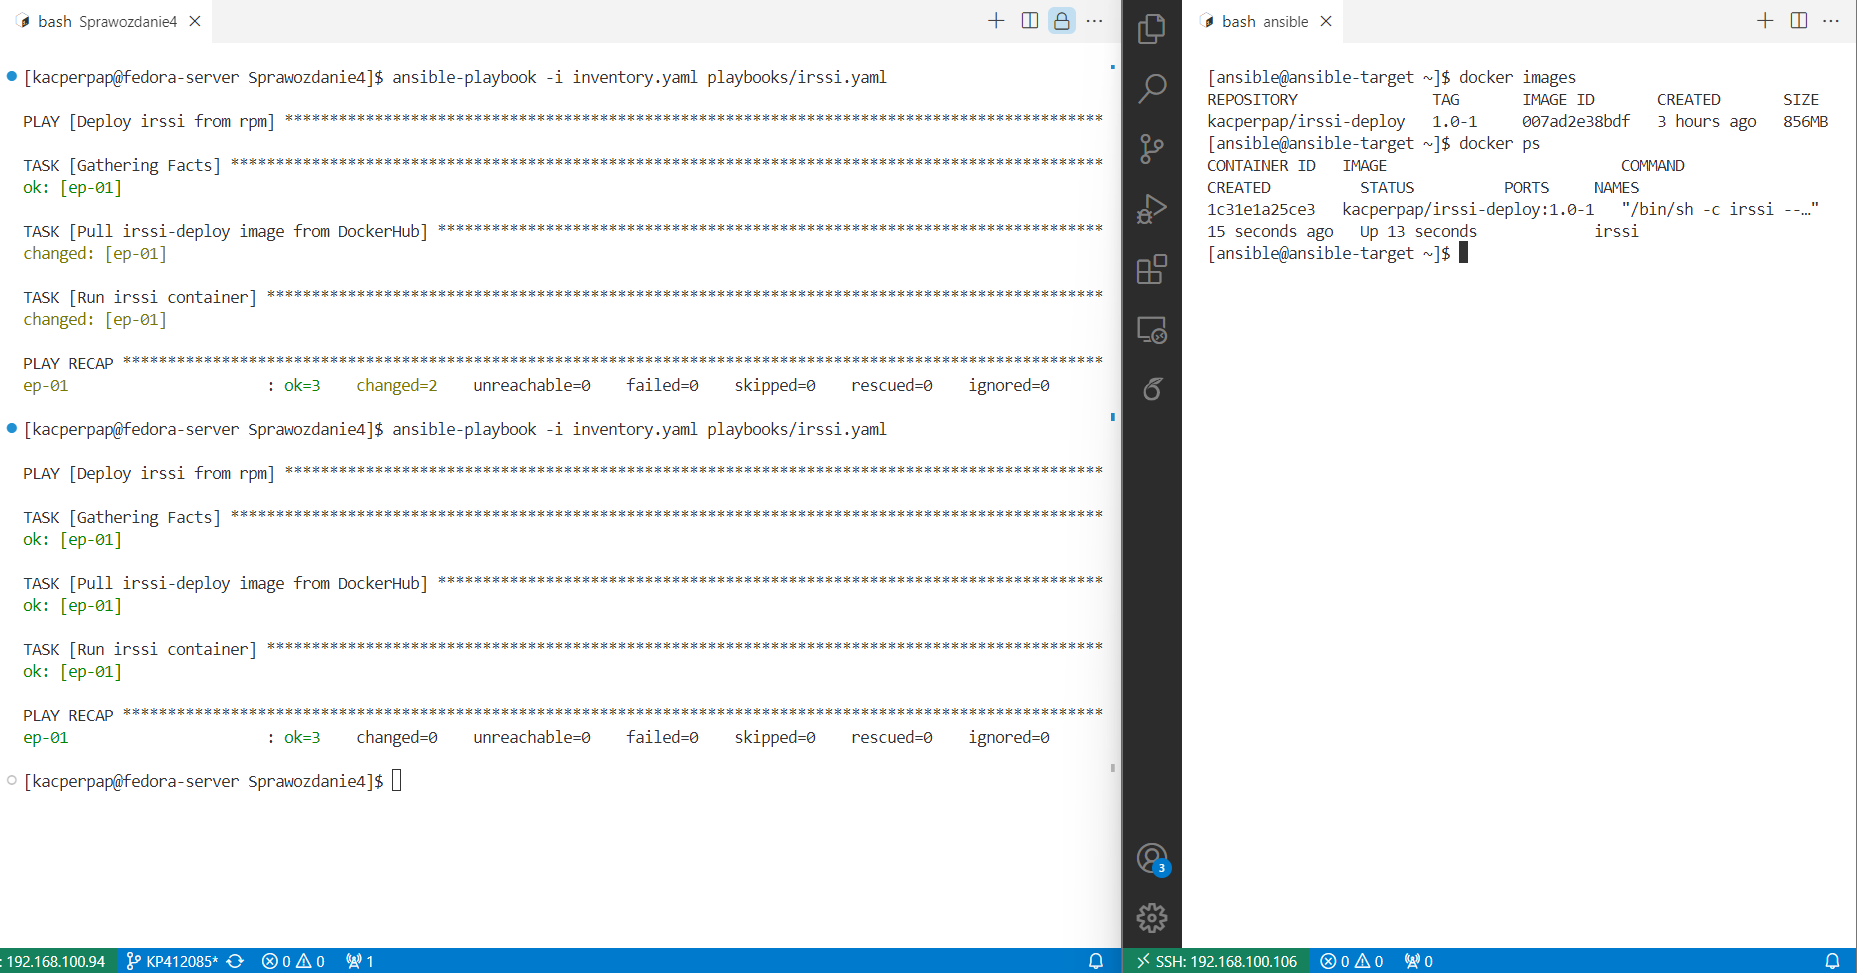 bash Sprawozdanie4
[kacperpap@fedora-server Sprawozdanie4]$ ansible-playbook -i inventory.yaml playbooks/irssi.yaml
PLAY [Deploy irssi from rpm] *******************************************************************************************
TASK [Gathering Facts] *************************************************************************************************
ok: [ep-01]
TASK [Pull irssi-deploy image from DockerHub] **************************************************************************
changed: [ep-01]
TASK [Run irssi container] *********************************************************************************************
changed: [ep-01]
PLAY RECAP *************************************************************************************************************
ep-01                      : ok=3    changed=2    unreachable=0    failed=0    skipped=0    rescued=0    ignored=0
[kacperpap@fedora-server Sprawozdanie4]$ ansible-playbook -i inventory.yaml playbooks/irssi.yaml
PLAY [Deploy irssi from rpm] *******************************************************************************************
TASK [Gathering Facts] *************************************************************************************************
ok: [ep-01]
TASK [Pull irssi-deploy image from DockerHub] **************************************************************************
ok: [ep-01]
TASK [Run irssi container] *********************************************************************************************
ok: [ep-01]
PLAY RECAP *************************************************************************************************************
ep-01                      : ok=3    changed=0    unreachable=0    failed=0    skipped=0    rescued=0    ignored=0
[kacperpap@fedora-server Sprawozdanie4]$
: 192.168.100.94 KP412085* 0 0 1
3
bash ansible
[ansible@ansible-target ~]$ docker images
REPOSITORY               TAG       IMAGE ID       CREATED       SIZE
kacperpap/irssi-deploy   1.0-1     007ad2e38bdf   3 hours ago   856MB
[ansible@ansible-target ~]$ docker ps
CONTAINER ID   IMAGE                          COMMAND
CREATED          STATUS          PORTS     NAMES
1c31e1a25ce3   kacperpap/irssi-deploy:1.0-1   "/bin/sh -c irssi --…"
15 seconds ago   Up 13 seconds             irssi
[ansible@ansible-target ~]$
SSH: 192.168.100.106 0 0 0